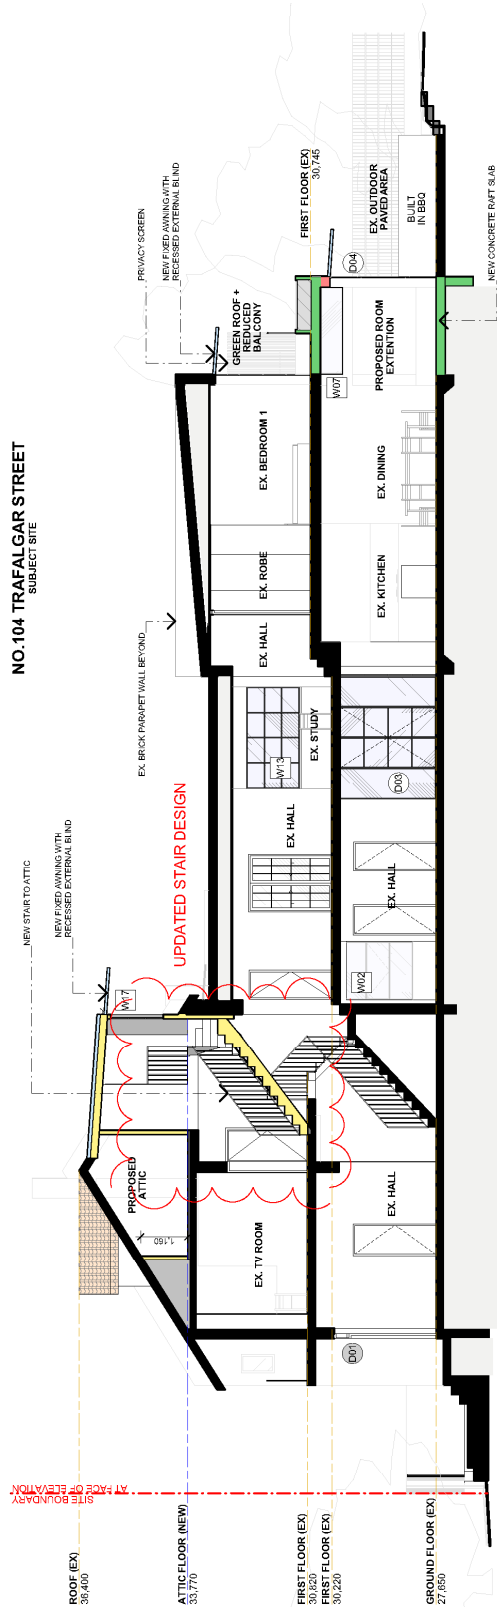 NO.104 TRAFALGAR STREET
SUBJECT SITE
NEW STAIR TO ATTIC
NEW FIXED AWNING WITH
RECESSED EXTERNAL BLIND
EX. BRICK PARAPET WALL BEYOND
PRIVACY SCREEN
NEW FIXED AWNING WITH
RECESSED EXTERNAL BLIND
UPDATED STAIR DESIGN
SITE BOUNDARY
AT FACE OF ELEVATION
ROOF (EX)
36,400
ATTIC FLOOR (NEW)
33,770
FIRST FLOOR (EX)
30,820
FIRST FLOOR (EX)
30,220
GROUND FLOOR (EX)
27,650
FIRST FLOOR (EX)
30,745
PROPOSED
ATTIC
1,160
W17
EX. TV ROOM
EX. HALL
D01
EX. HALL
W13
EX. STUDY
EX. HALL
EX. ROBE
EX. BEDROOM 1
GREEN ROOF +
REDUCED
BALCONY
W02
EX. HALL
D03
EX. KITCHEN
EX. DINING
W07
PROPOSED ROOM
EXTENTION
D04
EX. OUTDOOR
PAVED AREA
BUILT
IN BBQ
NEW CONCRETE RAFT SLAB